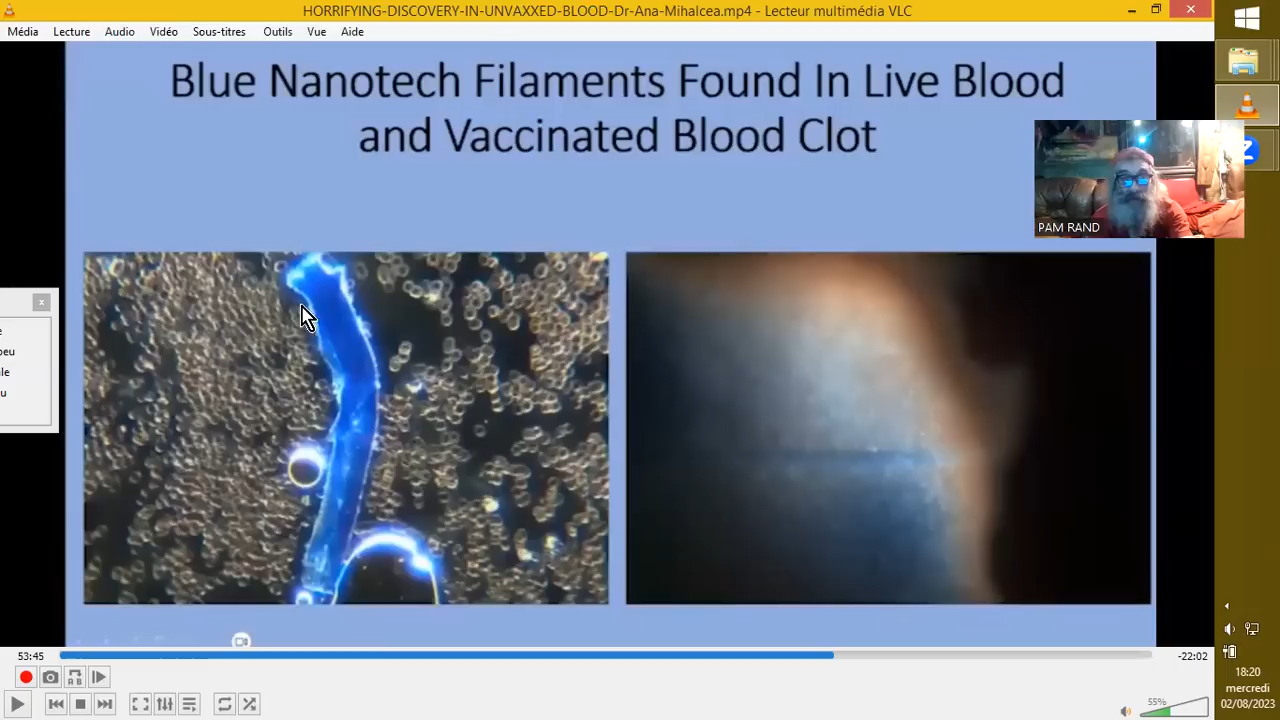 HORRIFYING-DISCOVERY-IN-UNVAXXED-BLOOD-Dr-Ana-Mihalcea.mp4 - Lecteur multimédia VLC
Média Lecture Audio Vidéo Sous-titres Outils Vue Aide
Blue Nanotech Filaments Found in Live Blood
and Vaccinated Blood Clot
PAM RAND
53:45
-22:02
55%
18:20
mercredi
02/08/2023